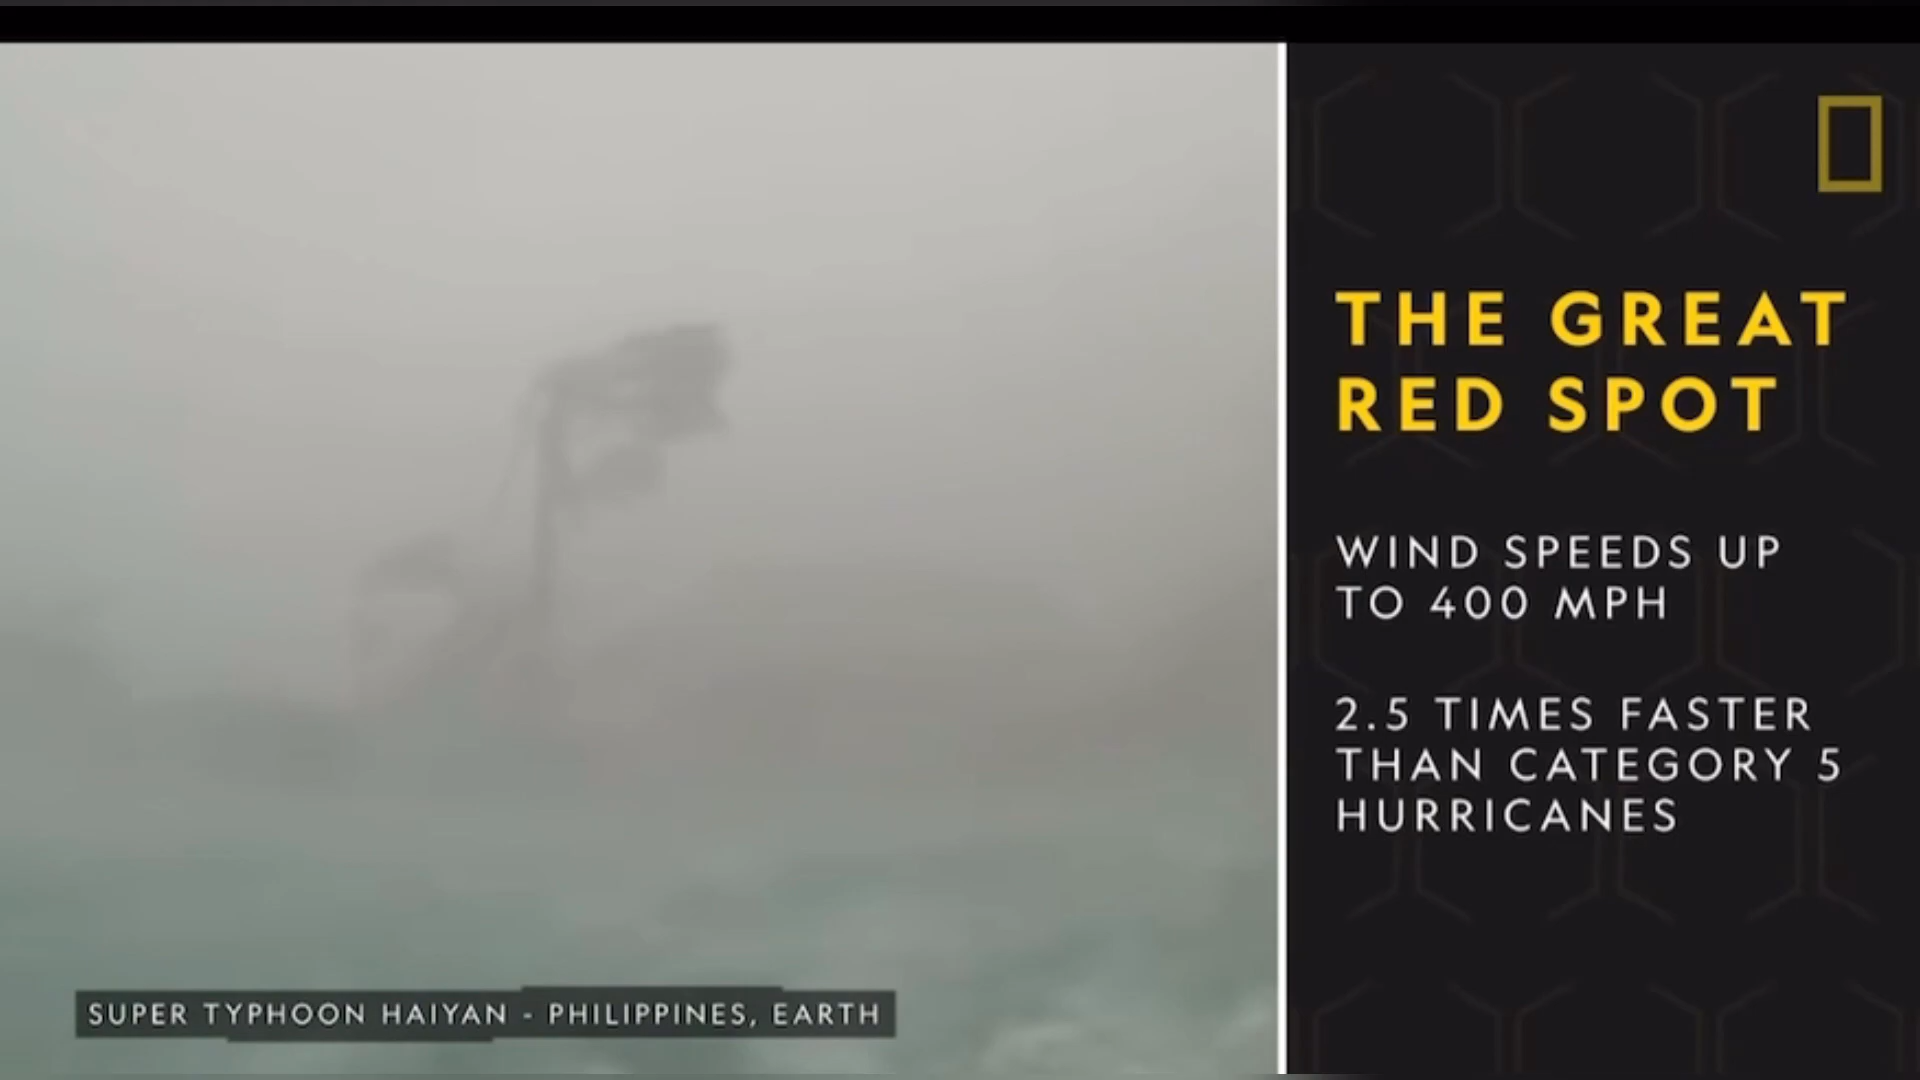 THE GREAT
RED SPOT
WIND SPEEDS UP
TO 400 MPH
2.5 TIMES FASTER
THAN CATEGORY 5
HURRICANES
SUPER TYPHOON HAIYAN - PHILIPPINES, EARTH